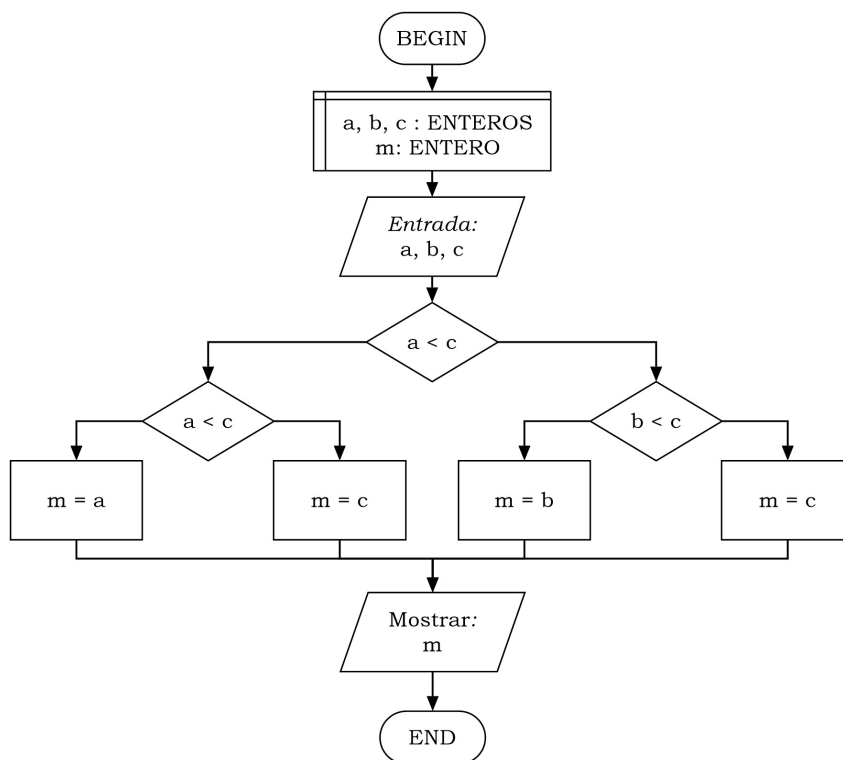 BEGIN
a, b, c : ENTEROS
m: ENTERO
Entrada:
a, b, c
a < c
a < c
b < c
m = a
m = c
m = b
m = c
Mostrar:
m
END